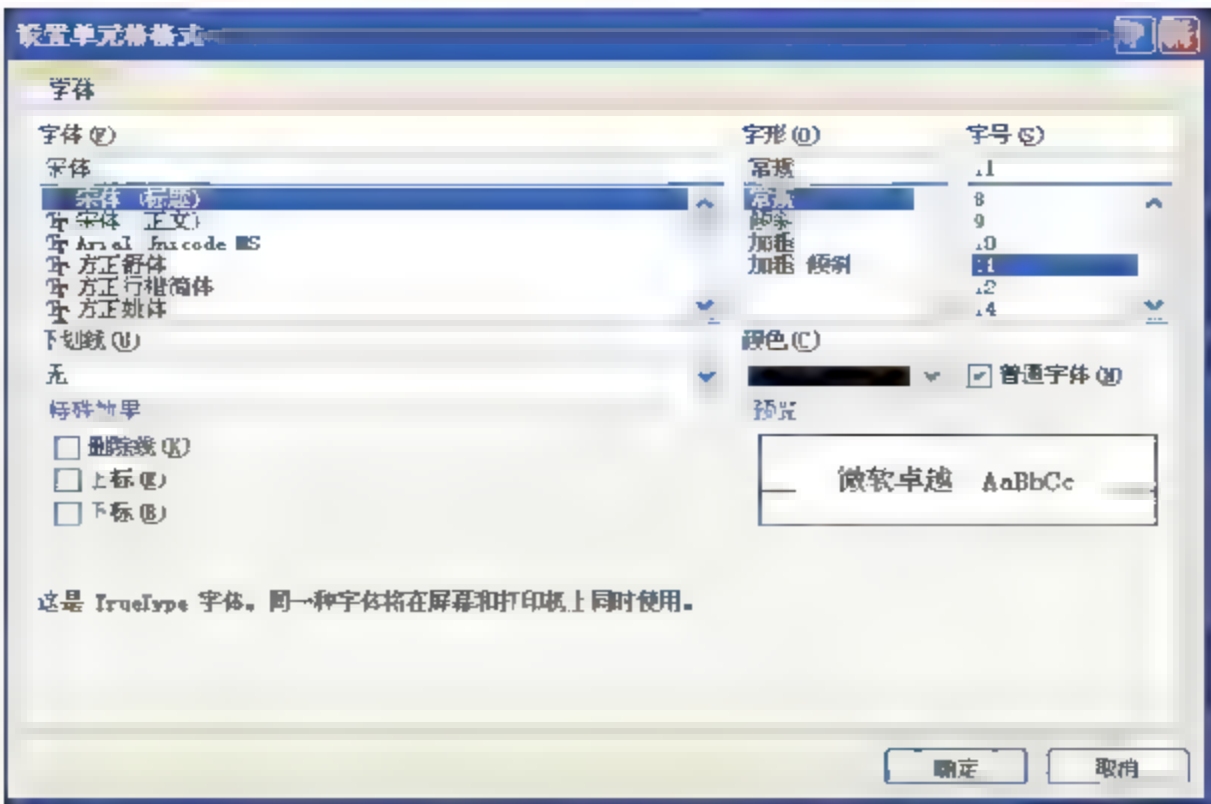 设置单元格格式
字体
字体(F) 字形(O) 字号(S)
宋体 常规 11
宋体 (标题) 常规 8
宋体 (正文) 倾斜 9
Arial Unicode MS 加粗 10
方正舒体 加粗 倾斜 11
方正行楷简体 12
方正姚体 14
下划线(U) 颜色(C)
无 普通字体(N)
特殊效果 预览
删除线(K)
上标(E) 微软卓越 AaBbCc
下标(B)
这是 TrueType 字体。同一种字体将在屏幕和打印机上同时使用。
确定 取消